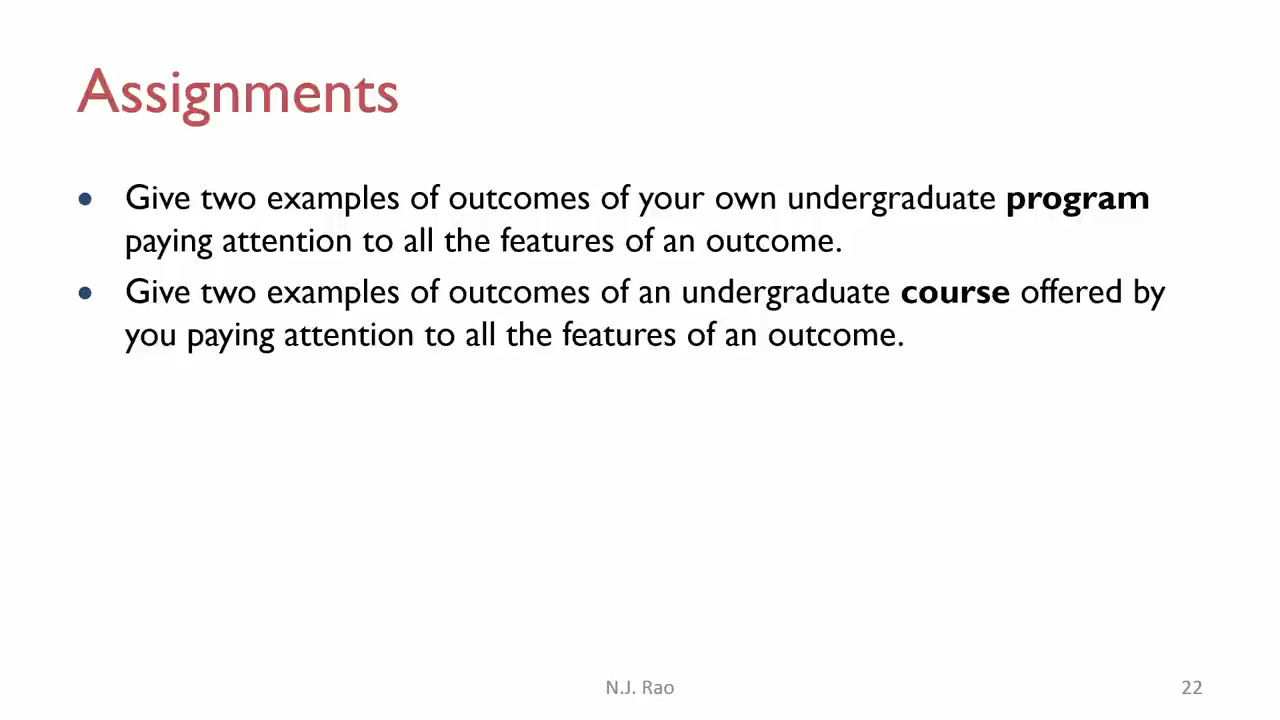 Assignments
• Give two examples of outcomes of your own undergraduate program
paying attention to all the features of an outcome.
• Give two examples of outcomes of an undergraduate course offered by
you paying attention to all the features of an outcome.
N.J. Rao
22